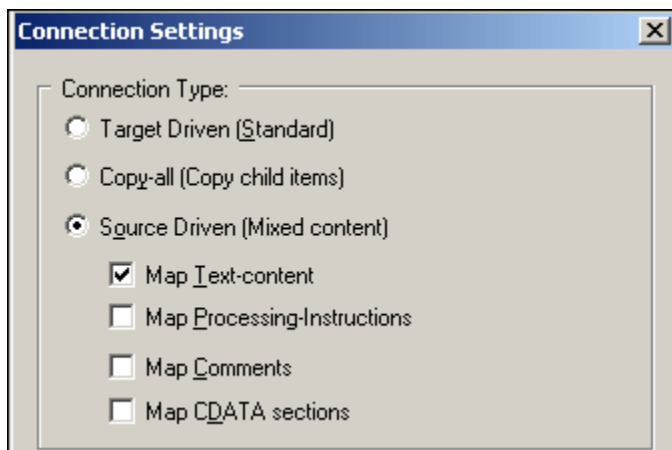 Connection Settings
Connection Type:
Target Driven (Standard)
Copy-all (Copy child items)
Source Driven (Mixed content)
Map Text-content
Map Processing-Instructions
Map Comments
Map CDATA sections